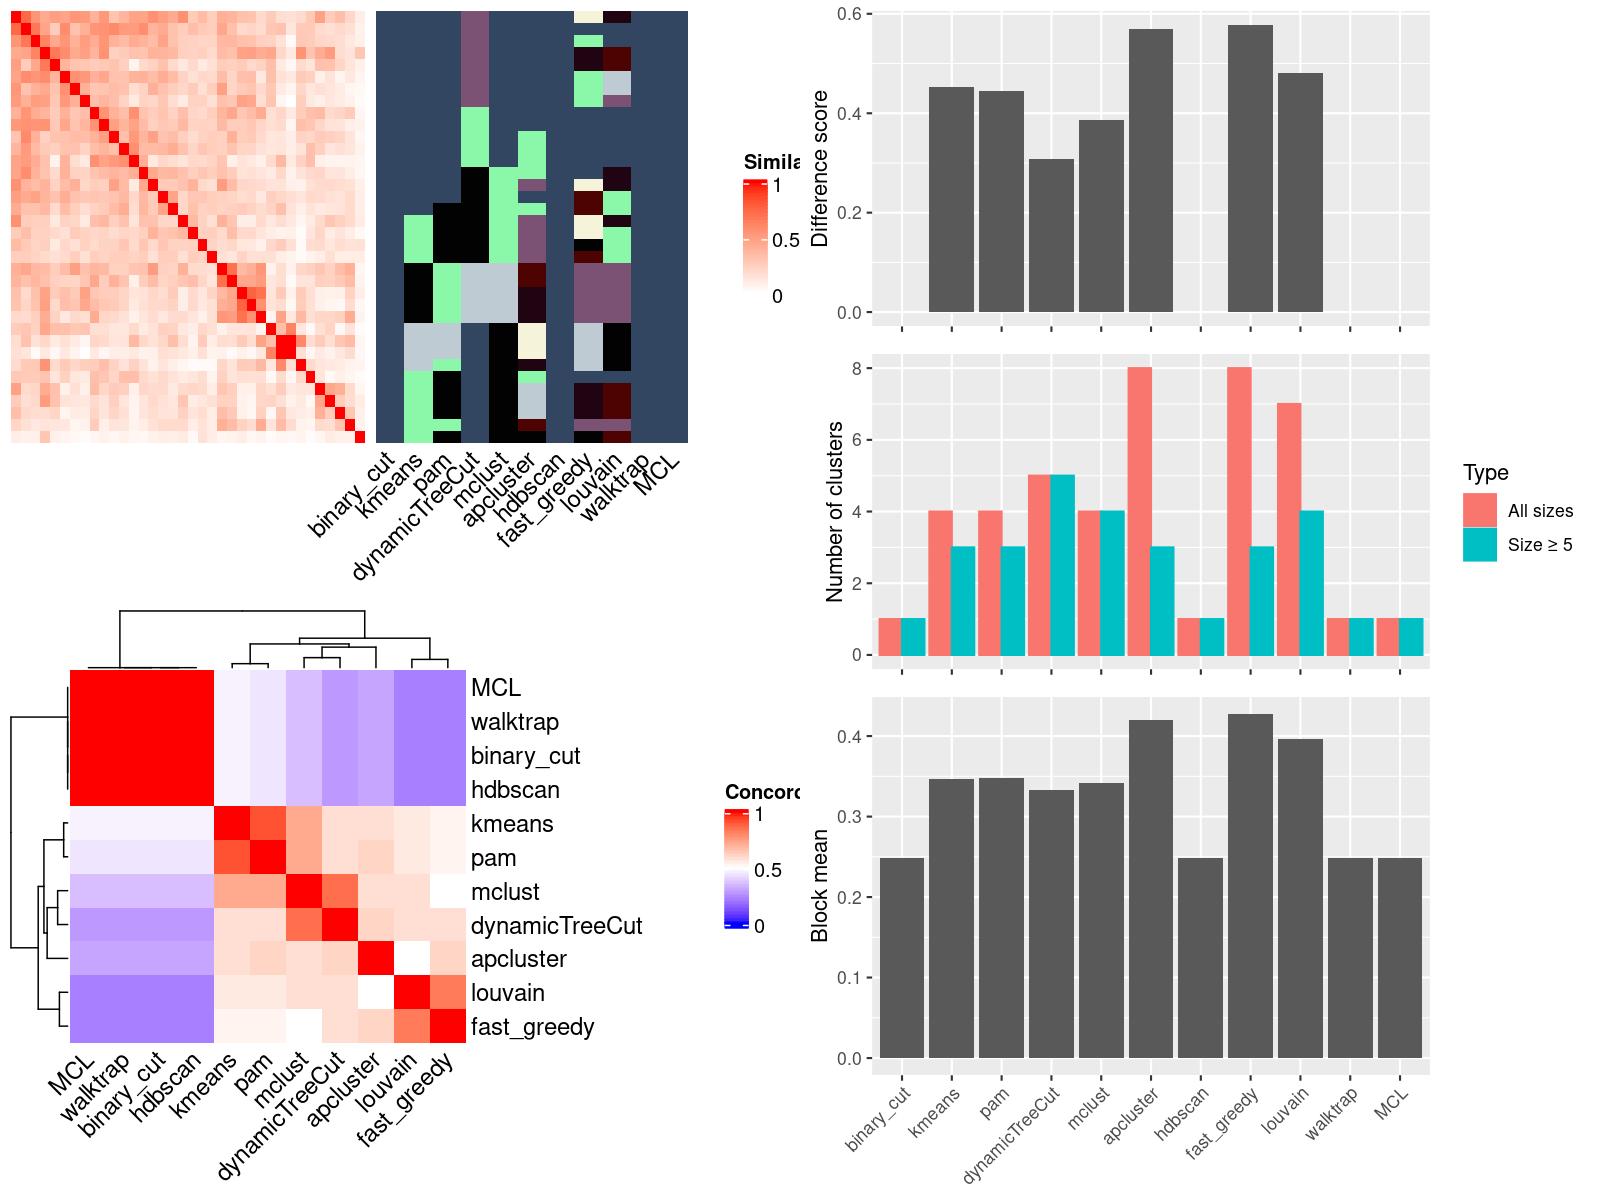 Simila
1
0.5
0
binary_cut
kmeans
pam
dynamicTreeCut
mclust
apcluster
hdbscan
fast_greedy
louvain
walktrap
MCL
MCL
walktrap
binary_cut
hdbscan
kmeans
pam
mclust
dynamicTreeCut
apcluster
louvain
fast_greedy
MCL
walktrap
binary_cut
hdbscan
kmeans
pam
mclust
dynamicTreeCut
apcluster
louvain
fast_greedy
Concord
1
0.5
0
Difference score
0.6
0.4
0.2
0.0
Number of clusters
8
6
4
2
0
Type
All sizes
Size ≥ 5
Block mean
0.4
0.3
0.2
0.1
0.0
binary_cut
kmeans
pam
dynamicTreeCut
mclust
apcluster
hdbscan
fast_greedy
louvain
walktrap
MCL